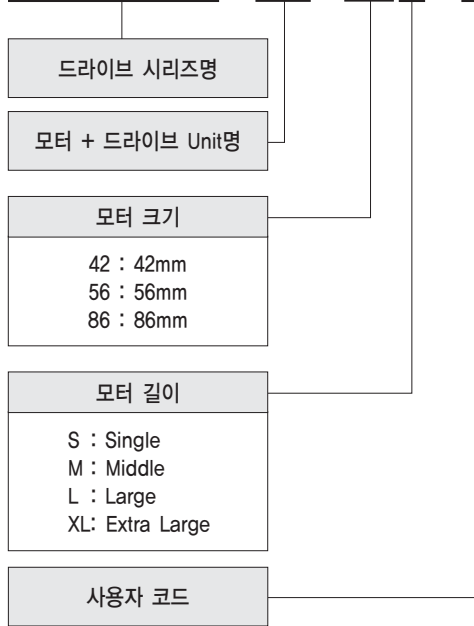 드라이브 시리즈명
모터 + 드라이브 Unit명
모터 크기
42 : 42mm
56 : 56mm
86 : 86mm
모터 길이
S : Single
M : Middle
L : Large
XL: Extra Large
사용자 코드